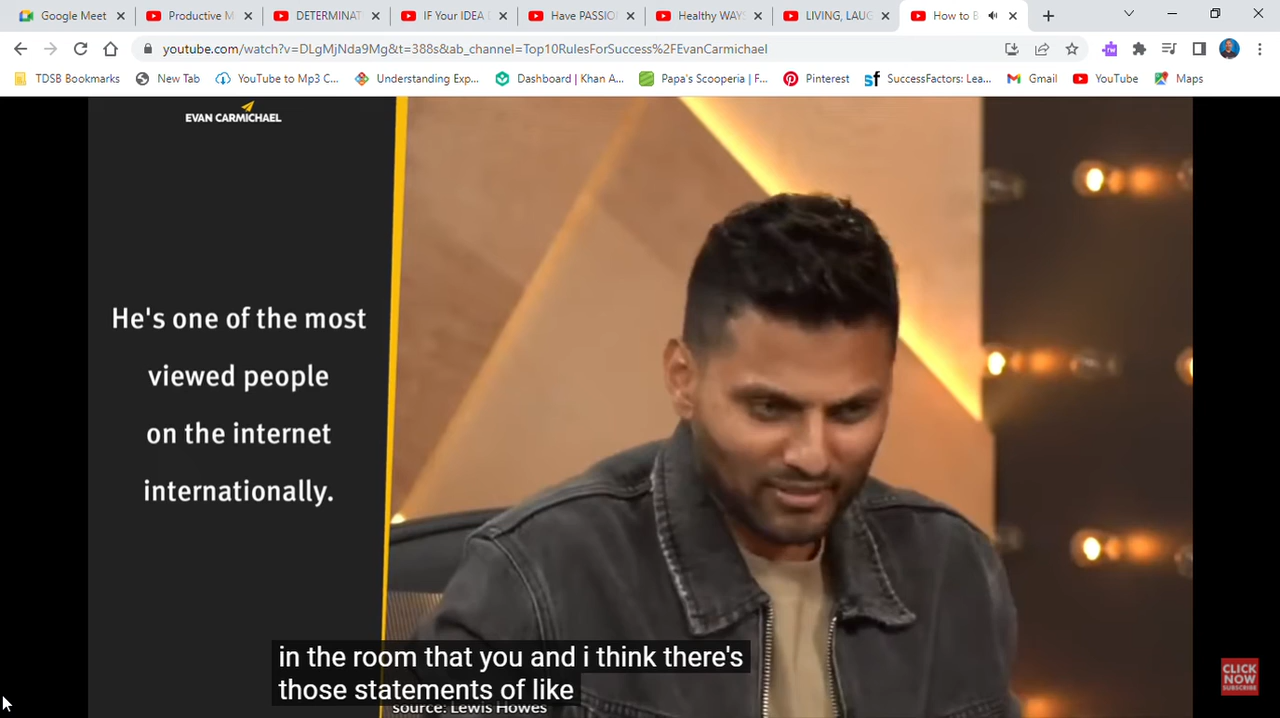 Google Meet
Productive M
DETERMINAT
IF Your IDEA
Have PASSIO
Healthy WAYS
LIVING, LAUG
How to B
youtube.com/watch?v=DLgMjNda9Mg&t=388s&ab_channel=Top10RulesForSuccess%2FEvanCarmichael
TDSB Bookmarks
New Tab
YouTube to Mp3 C...
Understanding Exp...
Dashboard | Khan A...
Papa's Scooperia | F...
Pinterest
SuccessFactors: Lea...
Gmail
YouTube
Maps
EVAN CARMICHAEL
He's one of the most
viewed people
on the internet
internationally.
in the room that you and i think there's
those statements of like
source: Lewis Howes
CLICK
NOW
SUBSCRIBE